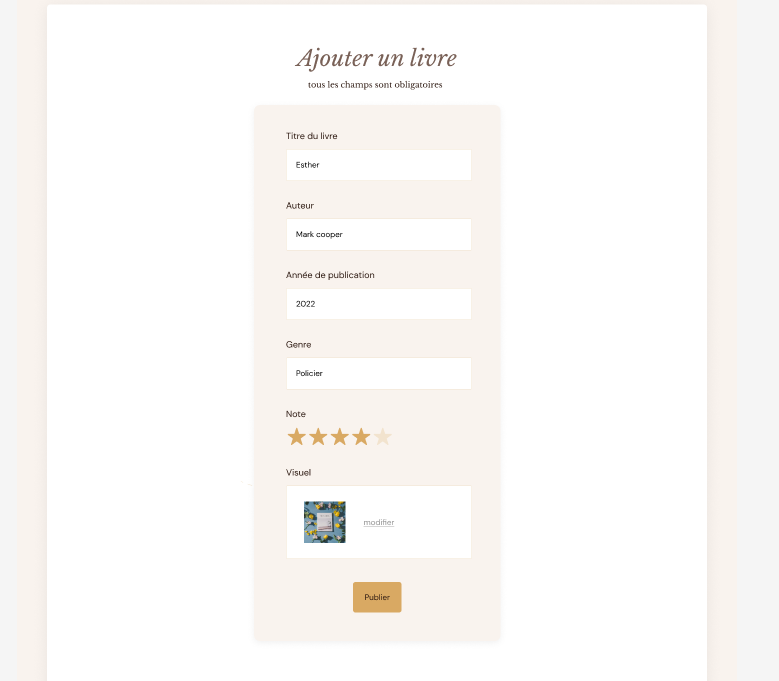 Ajouter un livre
tous les champs sont obligatoires
Titre du livre
Esther
Auteur
Mark cooper
Année de publication
2022
Genre
Policier
Note
Visuel
modifier
Publier